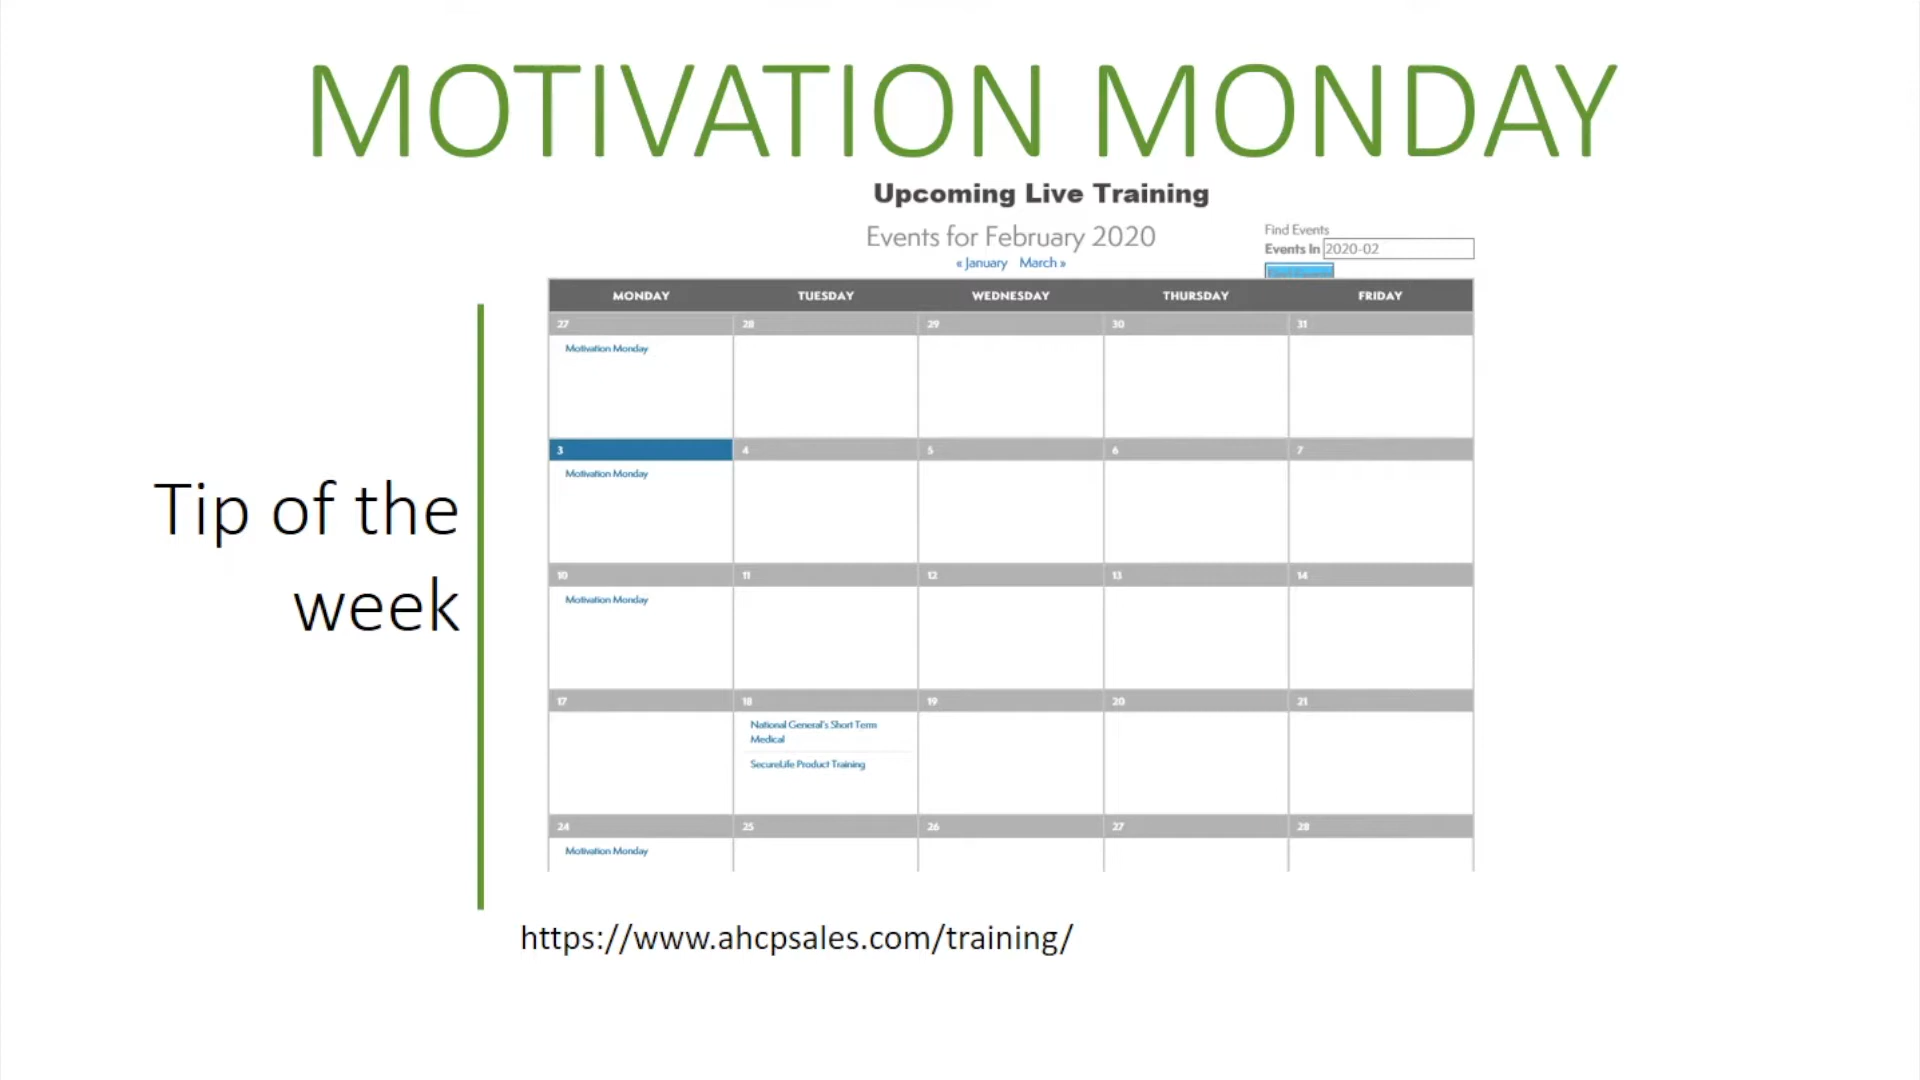 MOTIVATION MONDAY
Upcoming Live Training
Events for February 2020
« January March »
Find Events
Events In 2020-02
Tip of the
week
MONDAY TUESDAY WEDNESDAY THURSDAY FRIDAY
27 28 29 30 31
Motivation Monday
3 4 5 6 7
Motivation Monday
10 11 12 13 14
Motivation Monday
17 18 19 20 21
National General's Short Term
Medical
SecureLife Product Training
24 25 26 27 28
Motivation Monday
https://www.ahcpsales.com/training/